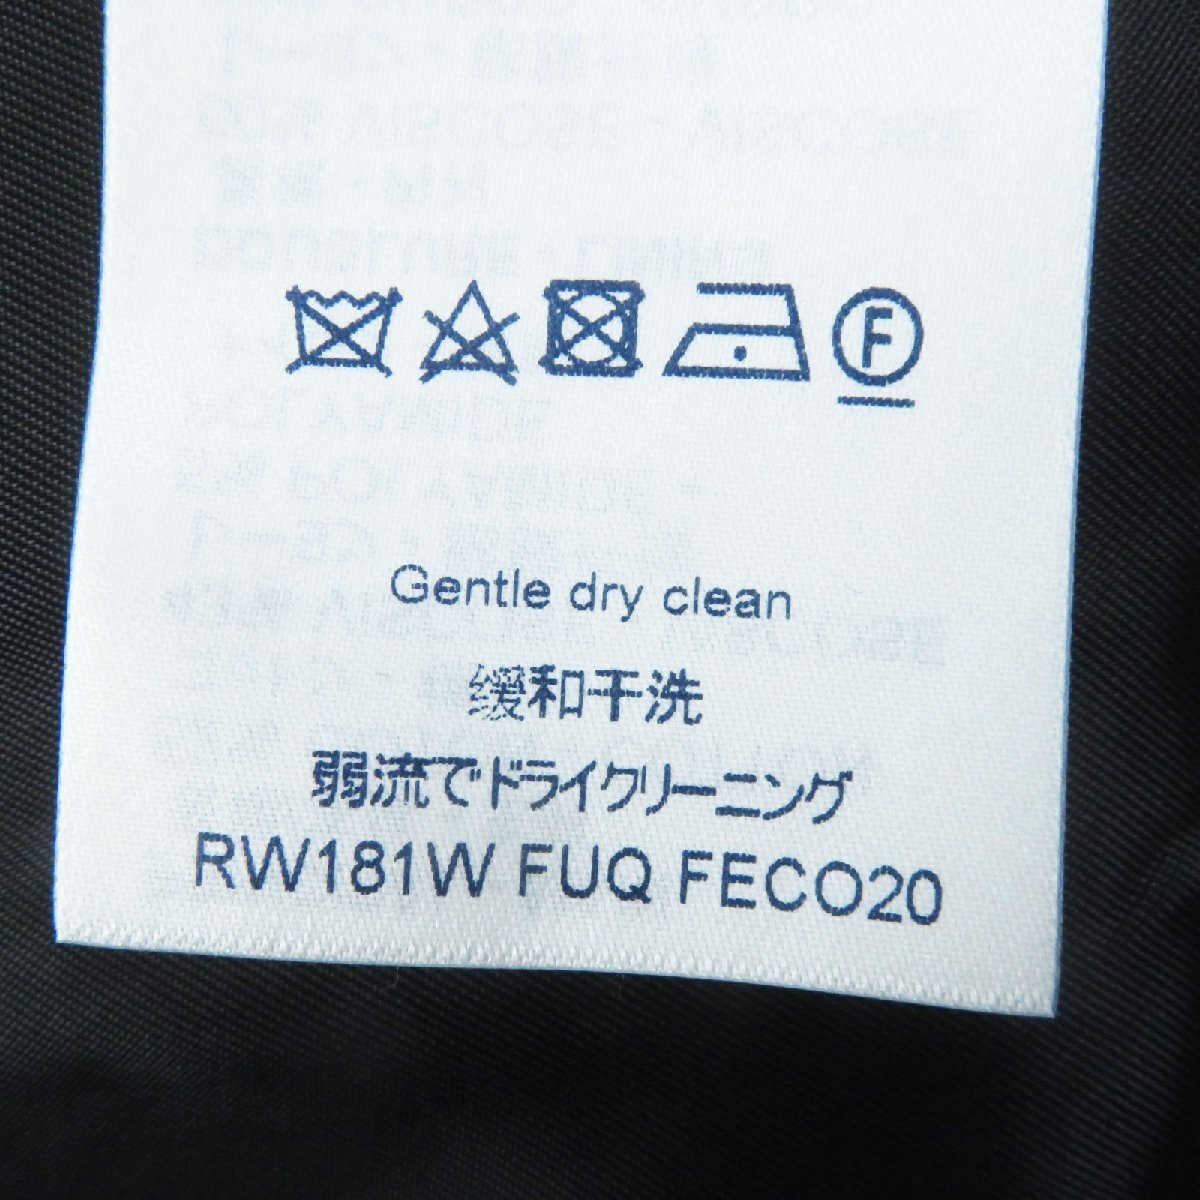 F
Gentle dry clean
缓和干洗
弱流でドライクリーニング
RW181W FUQ FECO20